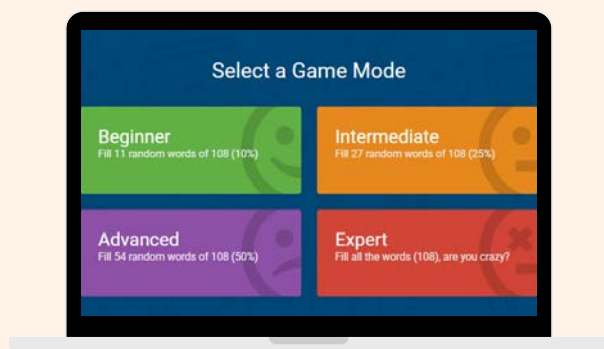 Select a Game Mode
Beginner
Fill 11 random words of 108 (10%)
Intermediate
Fill 27 random words of 108 (25%)
Advanced
Fill 54 random words of 108 (50%)
Expert
Fill all the words (108), are you crazy?